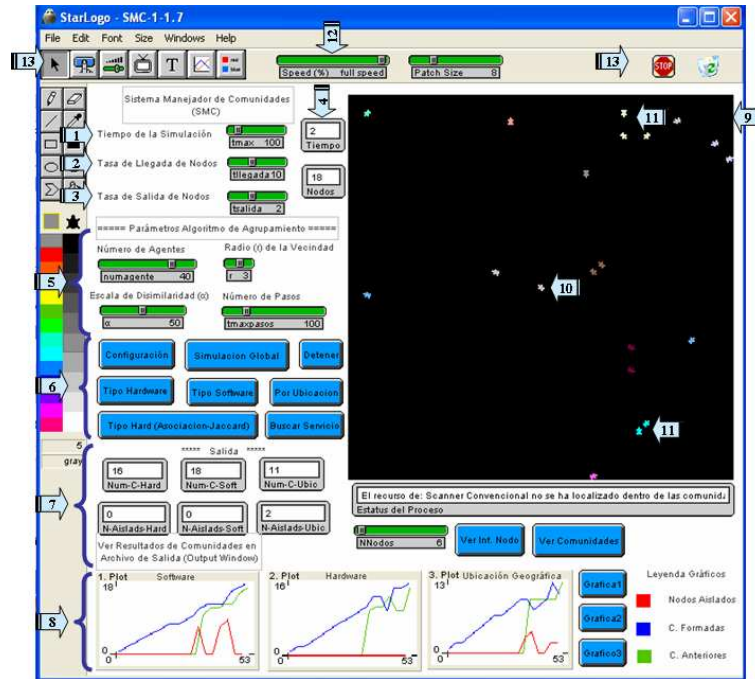 StarLogo - SMC-1-1.7
File Edit Font Size Windows Help
12
13
T
Speed (%) full speed
Patch Size 8
13
STOP
Sistema Manejador de Comunidades
(SMC)
4
1
Tiempo de la Simulación
tmax 100
2
Tiempo
2
Tasa de Llegada de Nodos
tllegada 10
18
Nodos
3
Tasa de Salida de Nodos
tsalida 2
11
9
===== Parámetros Algoritmo de Agrupamiento =====
5
Número de Agentes
Radio (r) de la Vecindad
numagente 40
r 3
Escala de Disimilaridad (α)
Número de Pasos
α 50
tmaxpasos 100
10
6
Configuración
Simulacion Global
Detener
Tipo Hardware
Tipo Software
Por Ubicacion
Tipo Hard (Asociacion-Jaccard)
Buscar Servicio
11
5
gray
7
***** Salida *****
16
Num-C-Hard
18
Num-C-Soft
11
Num-C-Ubic
0
N-Aislads-Hard
0
N-Aislads-Soft
2
N-Aislads-Ubic
El recurso de: Scanner Convencional no se ha localizado dentro de las comunida
Estatus del Proceso
NNodos 6
Ver Int. Nodo
Ver Comunidades
Ver Resultados de Comunidades en
Archivo de Salida (Output Window)
8
1. Plot Software
18
0
0
53
2. Plot Hardware
16
0
0
53
3. Plot Ubicación Geográfica
13
0
0
53
Grafica1
Grafica2
Grafico3
Leyenda Gráficos
Nodos Aislados
C. Formadas
C. Anteriores